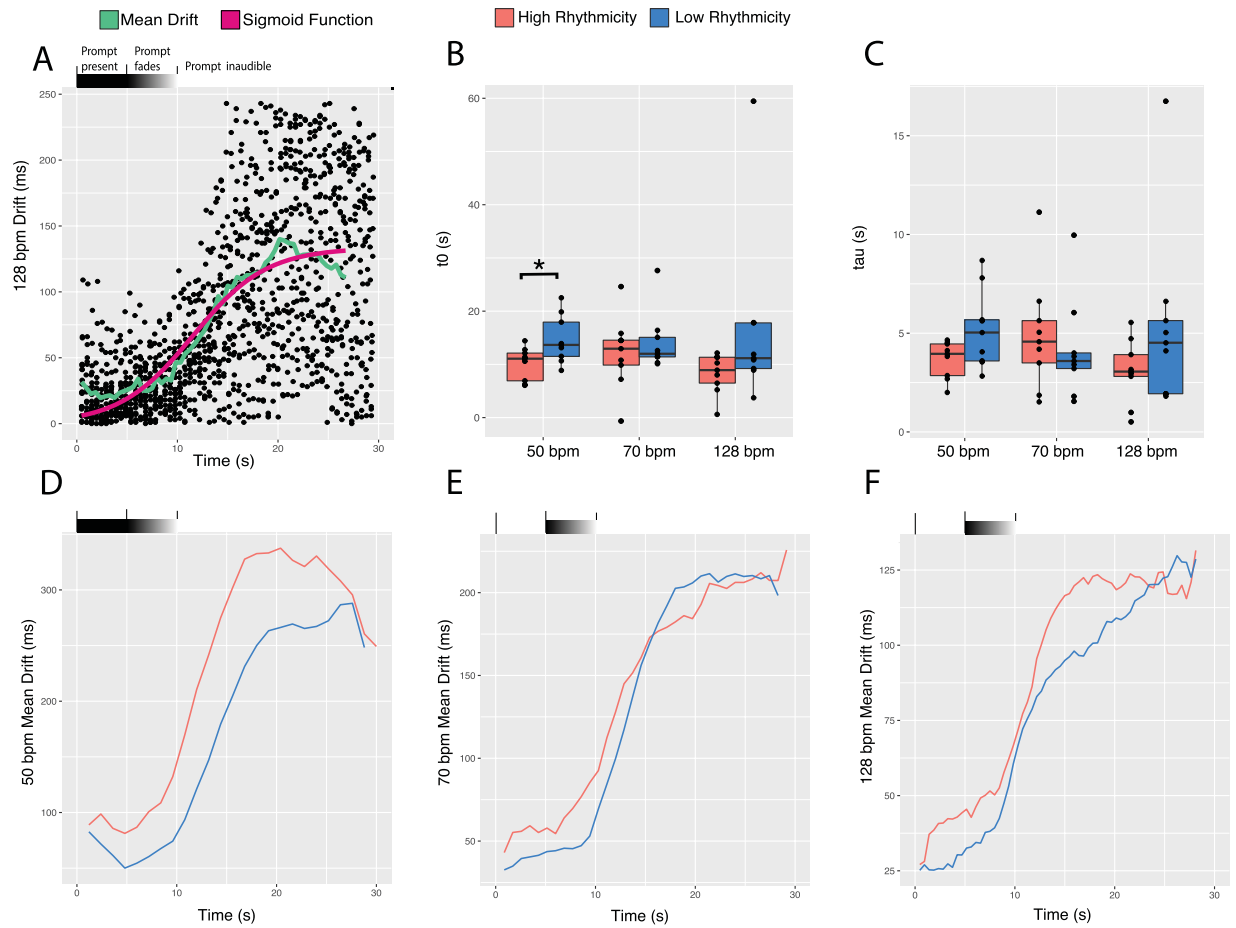 Mean Drift Sigmoid Function
High Rhythmicity Low Rhythmicity
A
Prompt present
Prompt fades
Prompt inaudible
128 bpm Drift (ms)
250
200
150
100
50
0
0 10 20 30
Time (s)
B
t0 (s)
60
40
20
0
*
50 bpm 70 bpm 128 bpm
C
tau (s)
15
10
5
0
50 bpm 70 bpm 128 bpm
D
50 bpm Mean Drift (ms)
300
200
100
0 10 20 30
Time (s)
E
70 bpm Mean Drift (ms)
200
150
100
50
0 10 20 30
Time (s)
F
128 bpm Mean Drift (ms)
125
100
75
50
25
0 10 20 30
Time (s)